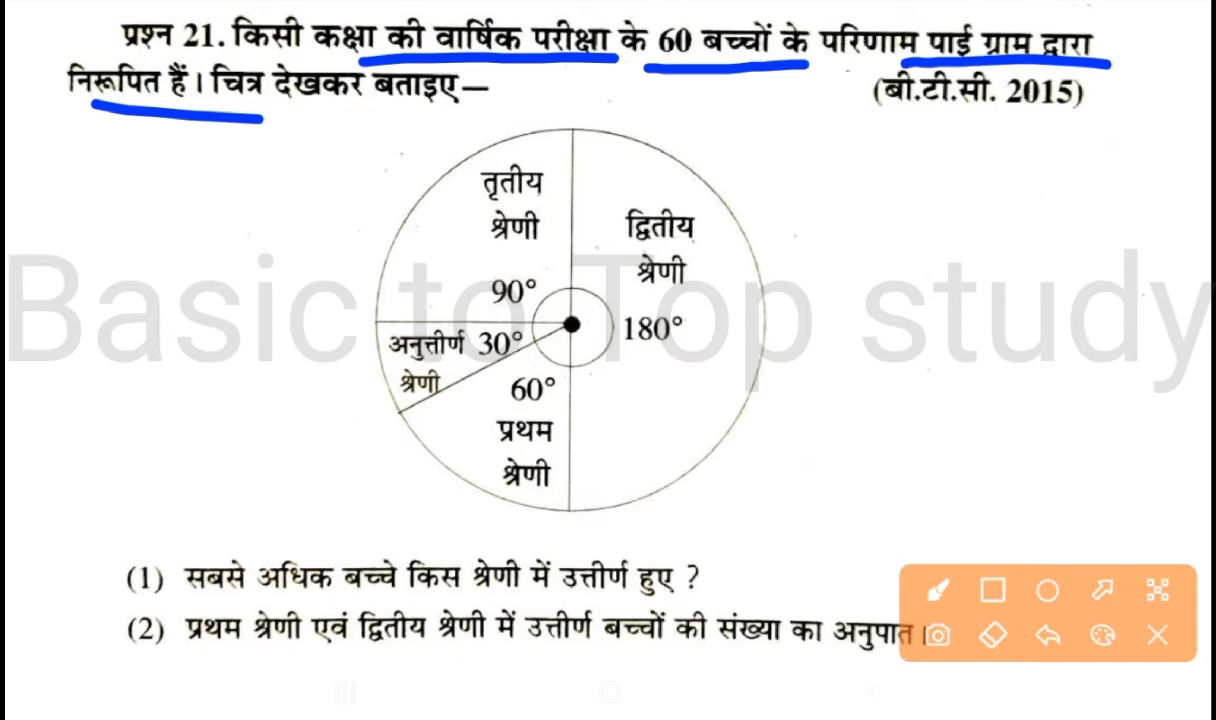 प्रश्न 21. किसी कक्षा की वार्षिक परीक्षा के 60 बच्चों के परिणाम पाई ग्राम द्वारा
निरूपित हैं। चित्र देखकर बताइए—
(बी.टी.सी. 2015)
तृतीय
श्रेणी
90°
द्वितीय
श्रेणी
180°
Basic to Top study
अनुत्तीर्ण 30°
श्रेणी
60°
प्रथम
श्रेणी
(1) सबसे अधिक बच्चे किस श्रेणी में उत्तीर्ण हुए ?
(2) प्रथम श्रेणी एवं द्वितीय श्रेणी में उत्तीर्ण बच्चों की संख्या का अनुपात।